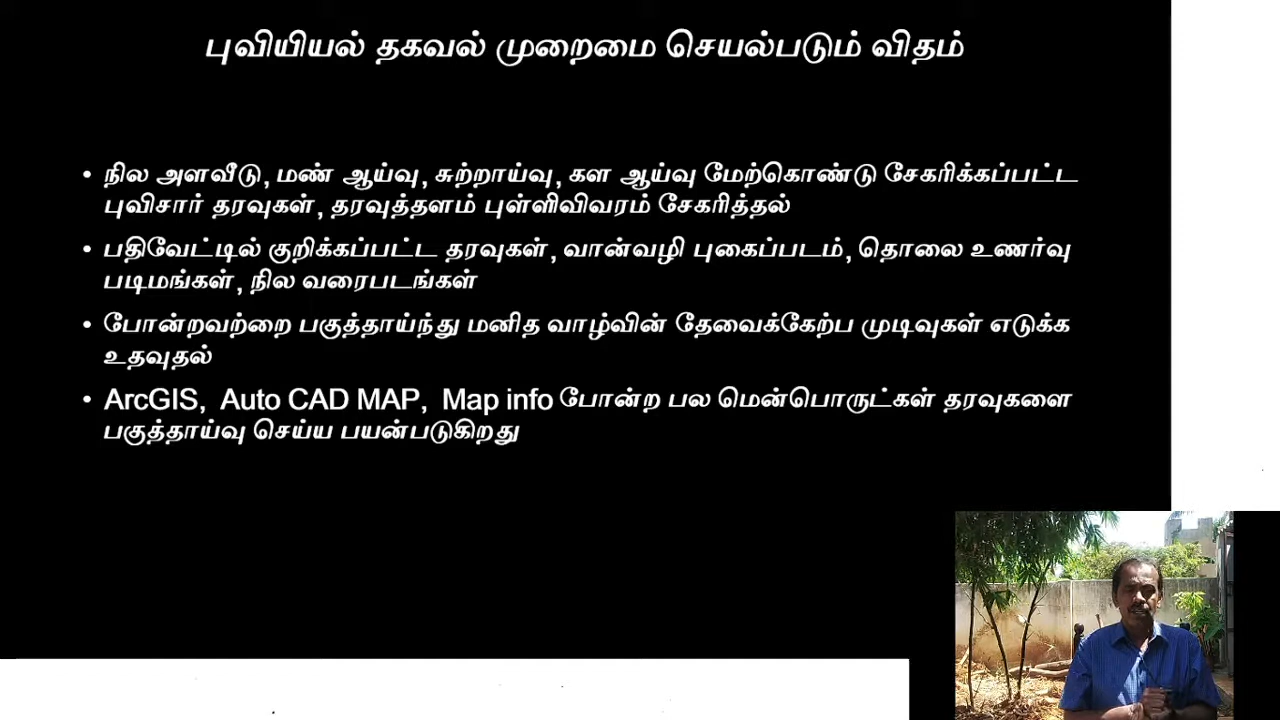 புவியியல் தகவல் முறைமை செயல்படும் விதம்
• நில அளவீடு, மண் ஆய்வு, சுற்றாய்வு, கள ஆய்வு மேற்கொண்டு சேகரிக்கப்பட்ட
புவிசார் தரவுகள், தரவுத்தளம் புள்ளிவிவரம் சேகரித்தல்
• பதிவேட்டில் குறிக்கப்பட்ட தரவுகள், வான்வழி புகைப்படம், தொலை உணர்வு
படிமங்கள், நில வரைபடங்கள்
• போன்றவற்றை பகுத்தாய்ந்து மனித வாழ்வின் தேவைக்கேற்ப முடிவுகள் எடுக்க
உதவுதல்
• ArcGIS, Auto CAD MAP, Map info போன்ற பல மென்பொருட்கள் தரவுகளை
பகுத்தாய்வு செய்ய பயன்படுகிறது